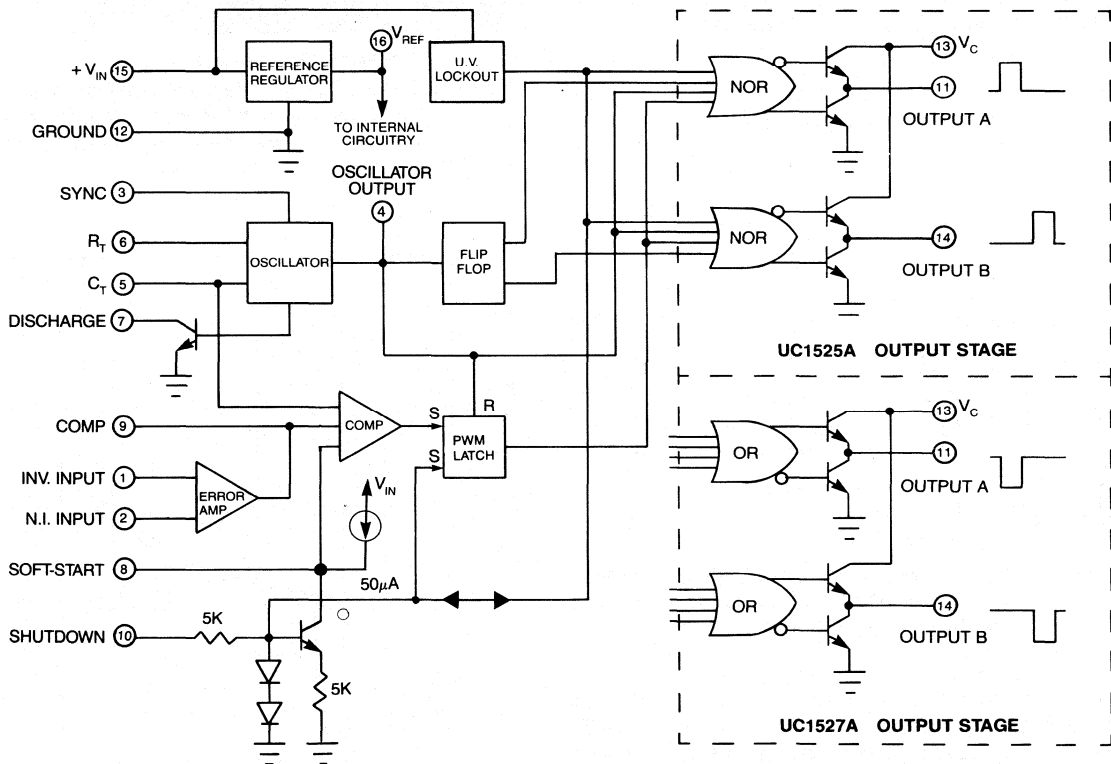 + VIN 15
REFERENCE
REGULATOR
16 VREF
U.V.
LOCKOUT
GROUND 12
TO INTERNAL
CIRCUITRY
SYNC 3
OSCILLATOR
OUTPUT
4
RT 6
OSCILLATOR
FLIP
FLOP
CT 5
DISCHARGE 7
COMP 9
COMP
S
R
S
PWM
LATCH
INV. INPUT 1
ERROR
AMP
N.I. INPUT 2
VIN
SOFT-START 8
50µA
SHUTDOWN 10
5K
5K
NOR
13 VC
11
OUTPUT A
NOR
14
OUTPUT B
UC1525A OUTPUT STAGE
OR
13 VC
11
OUTPUT A
OR
14
OUTPUT B
UC1527A OUTPUT STAGE